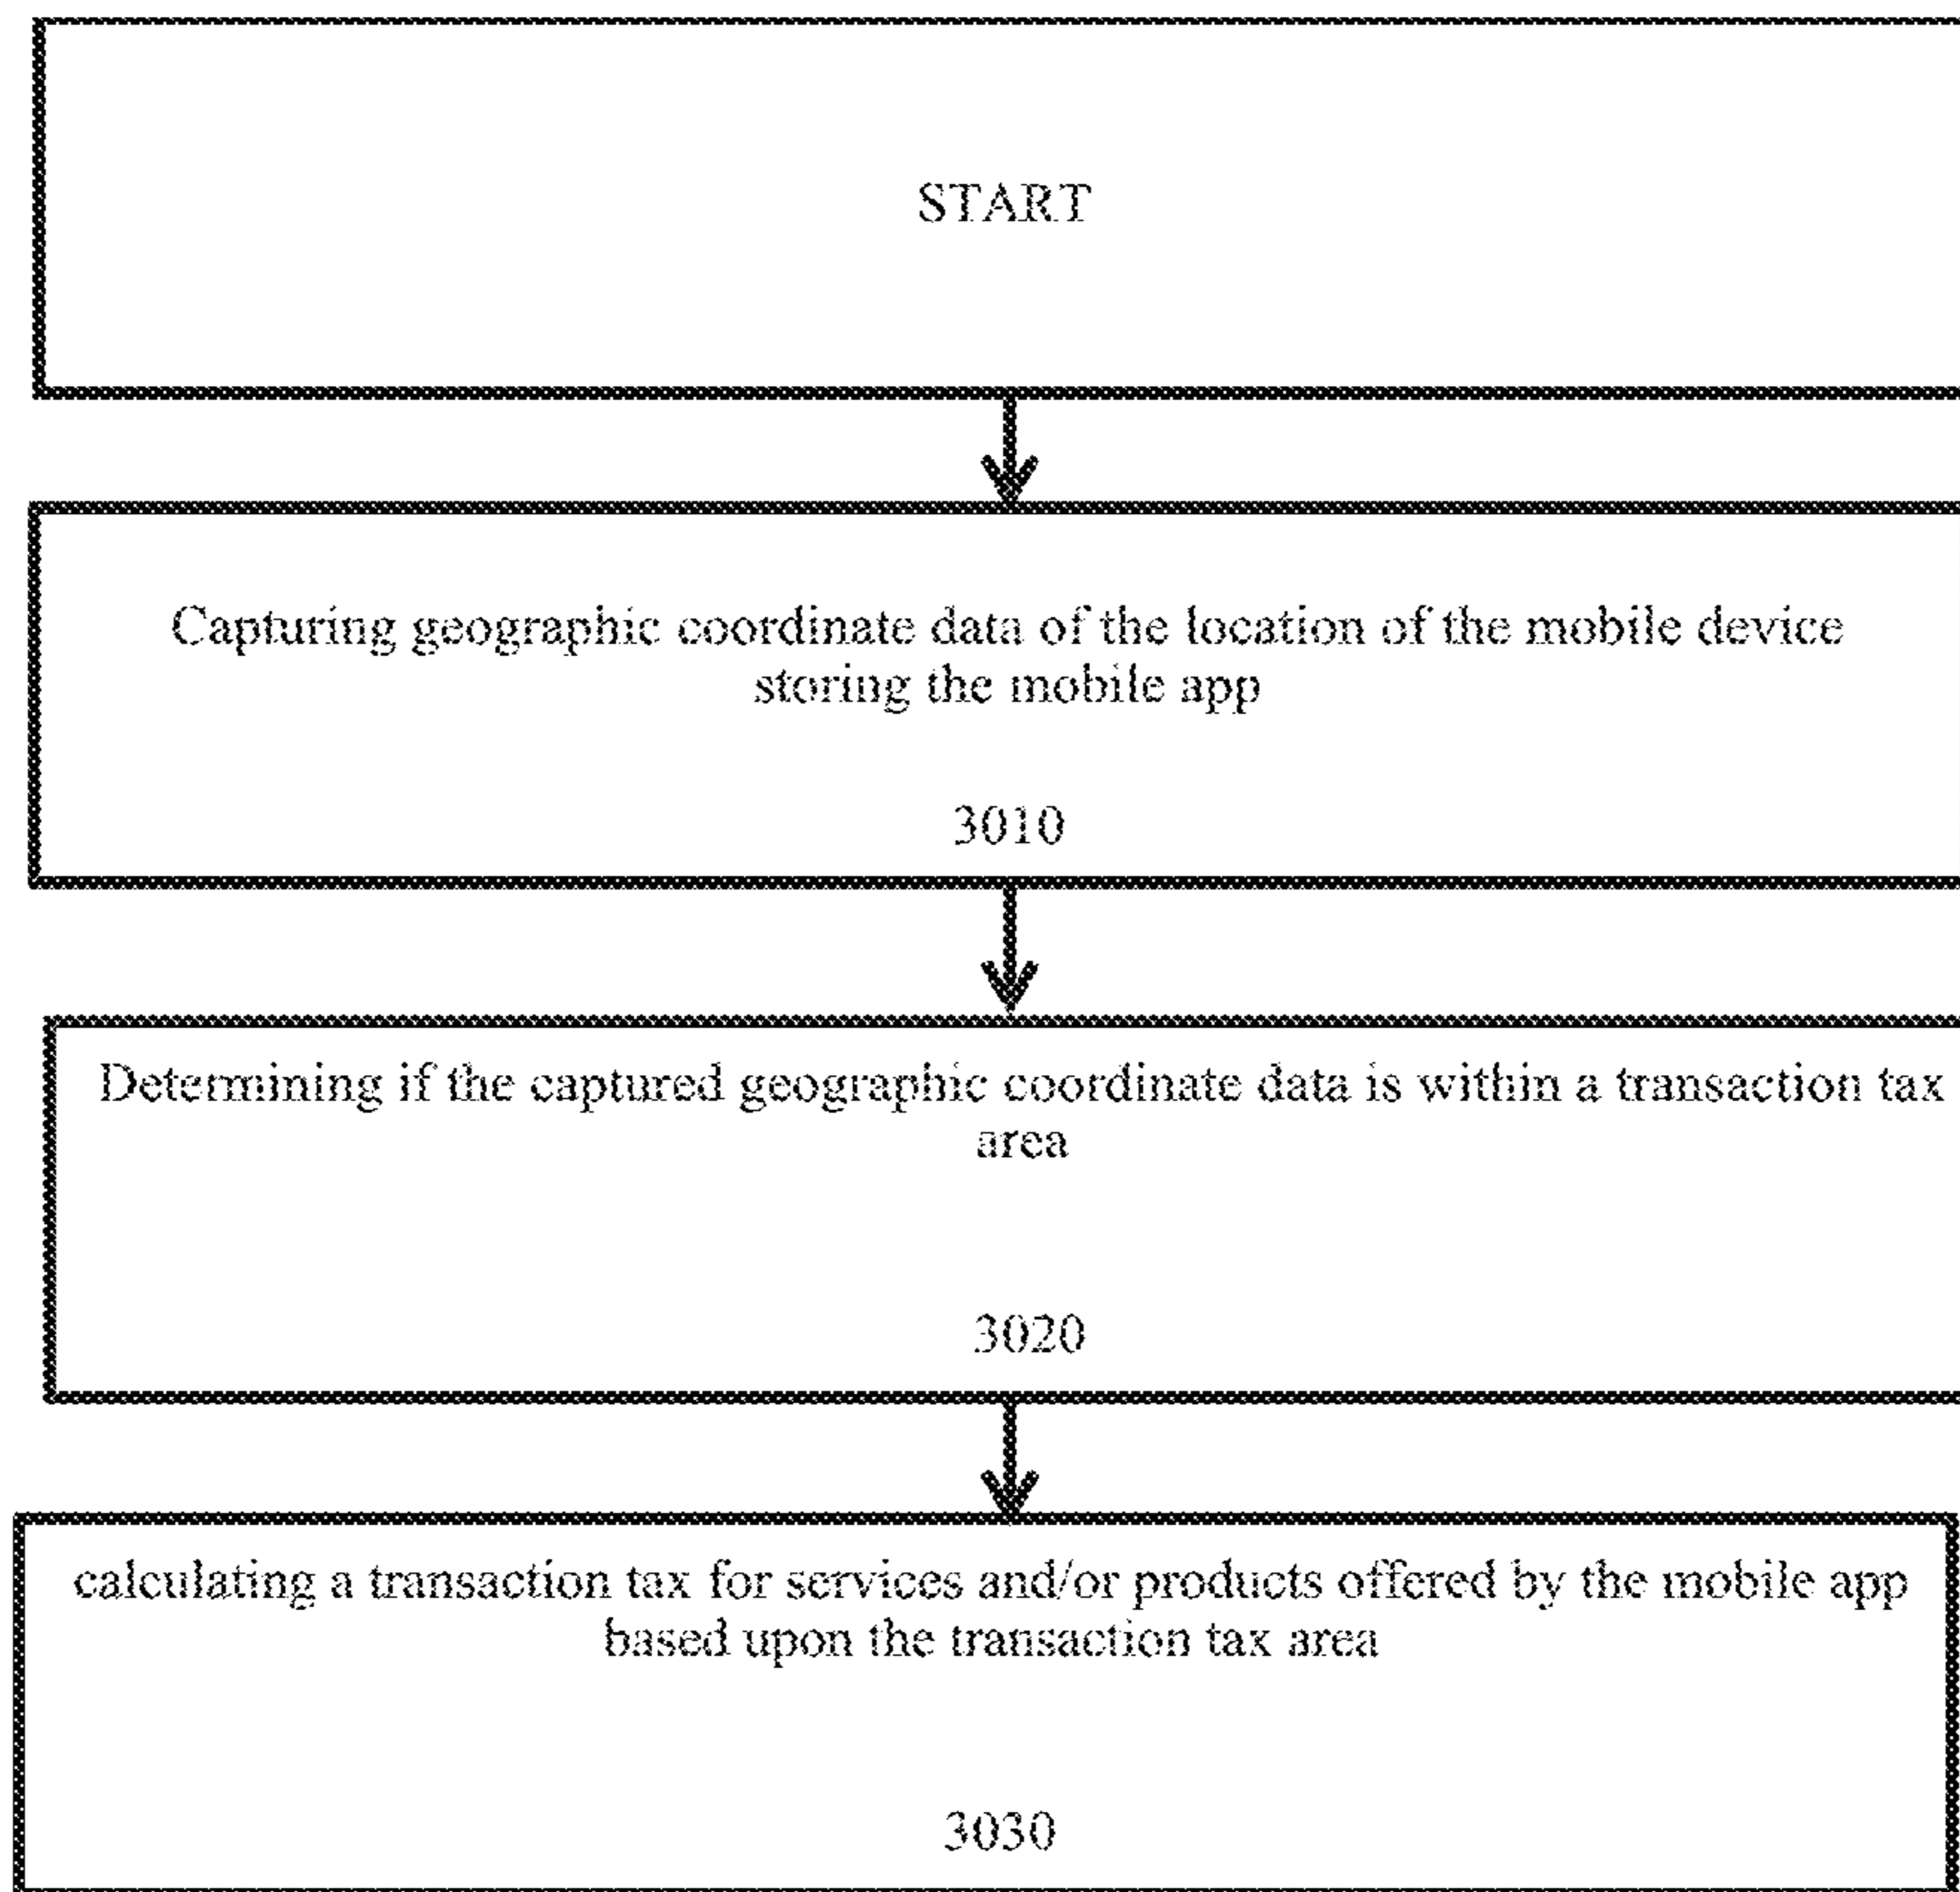 START
Capturing geographic coordinate data of the location of the mobile device
storing the mobile app
3010
Determining if the captured geographic coordinate data is within a transaction tax
area
3020
calculating a transaction tax for services and/or products offered by the mobile app
based upon the transaction tax area
3030